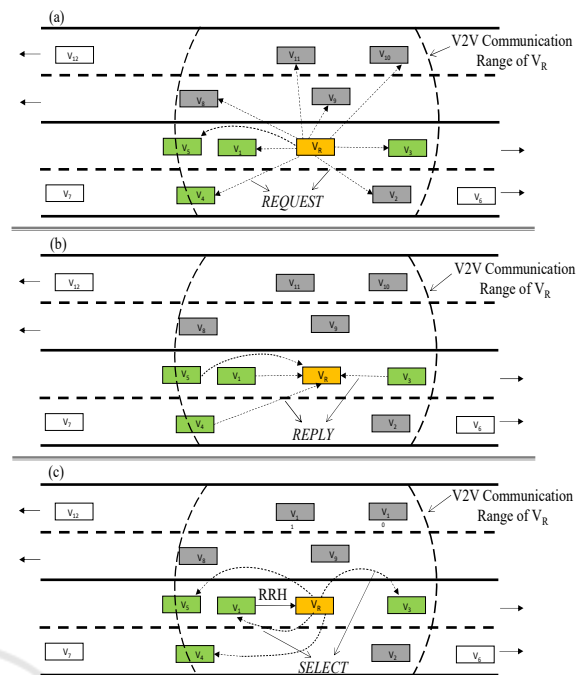 (a)
V2V Communication
Range of VR
V12
V11
V10
V8
V9
V5
V1
VR
V3
V7
V4
REQUEST
V2
V6
(b)
V2V Communication
Range of VR
V12
V11
V10
V8
V9
V5
V1
VR
V3
V7
V4
REPLY
V2
V6
(c)
V2V Communication
Range of VR
V12
V1
1
V1
0
V8
V9
RRH
V5
V1
VR
V3
V7
V4
SELECT
V2
V6